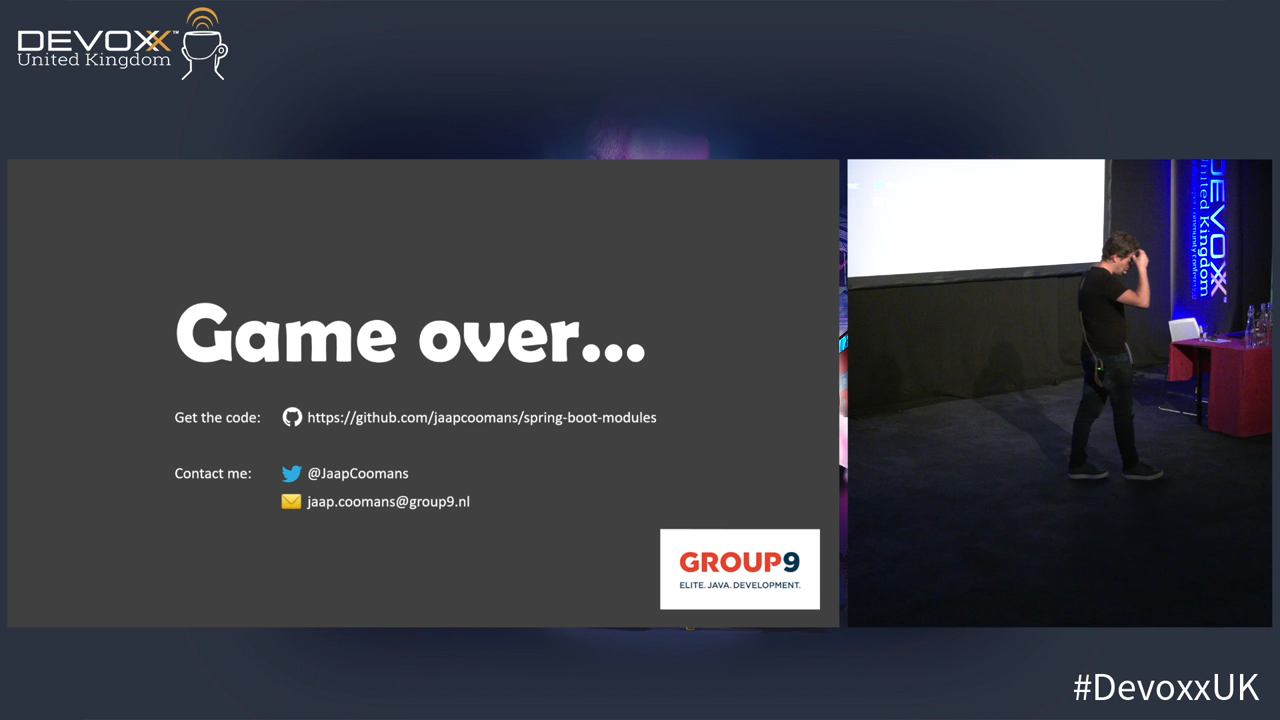 DEVOXX™
United Kingdom
Game over...
Get the code: https://github.com/jaapcoomans/spring-boot-modules
Contact me: @JaapCoomans
jaap.coomans@group9.nl
GROUP9
ELITE. JAVA. DEVELOPMENT.
DEVOXX
United Kingdom
#DevoxxUK